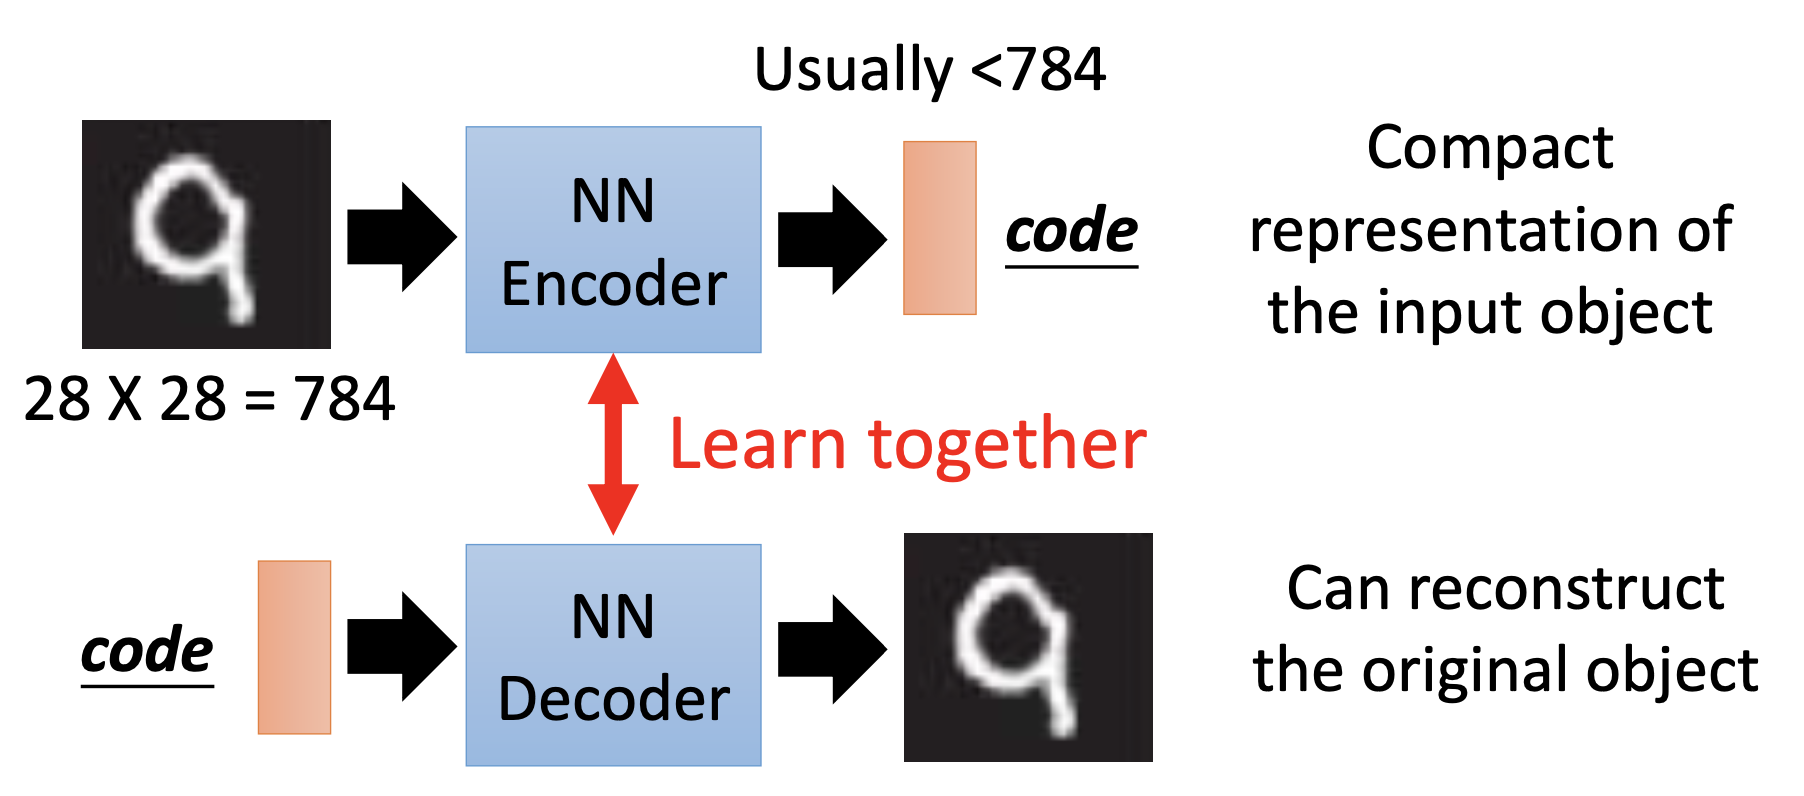 Usually <784
NN
Encoder
code
Compact
representation of
the input object
28 X 28 = 784
Learn together
code
NN
Decoder
Can reconstruct
the original object